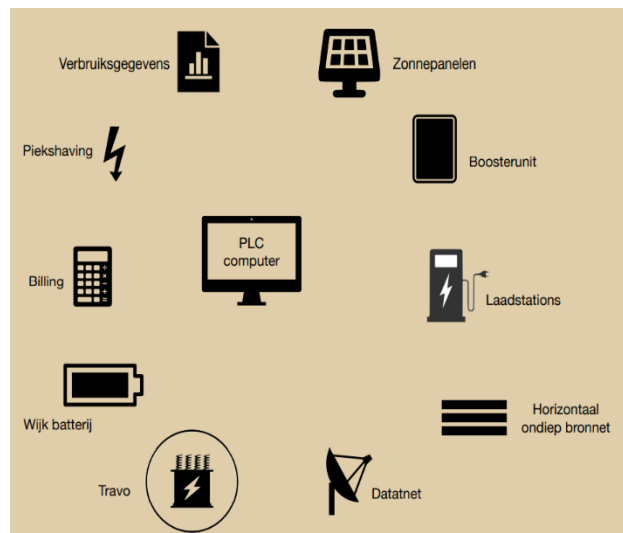 Verbruiksgegevens
Zonnepanelen
Piekshaving
Boosterunit
PLC
computer
Billing
Laadstations
Wijk batterij
Horizontaal
ondiep bronnet
Travo
Datatnet